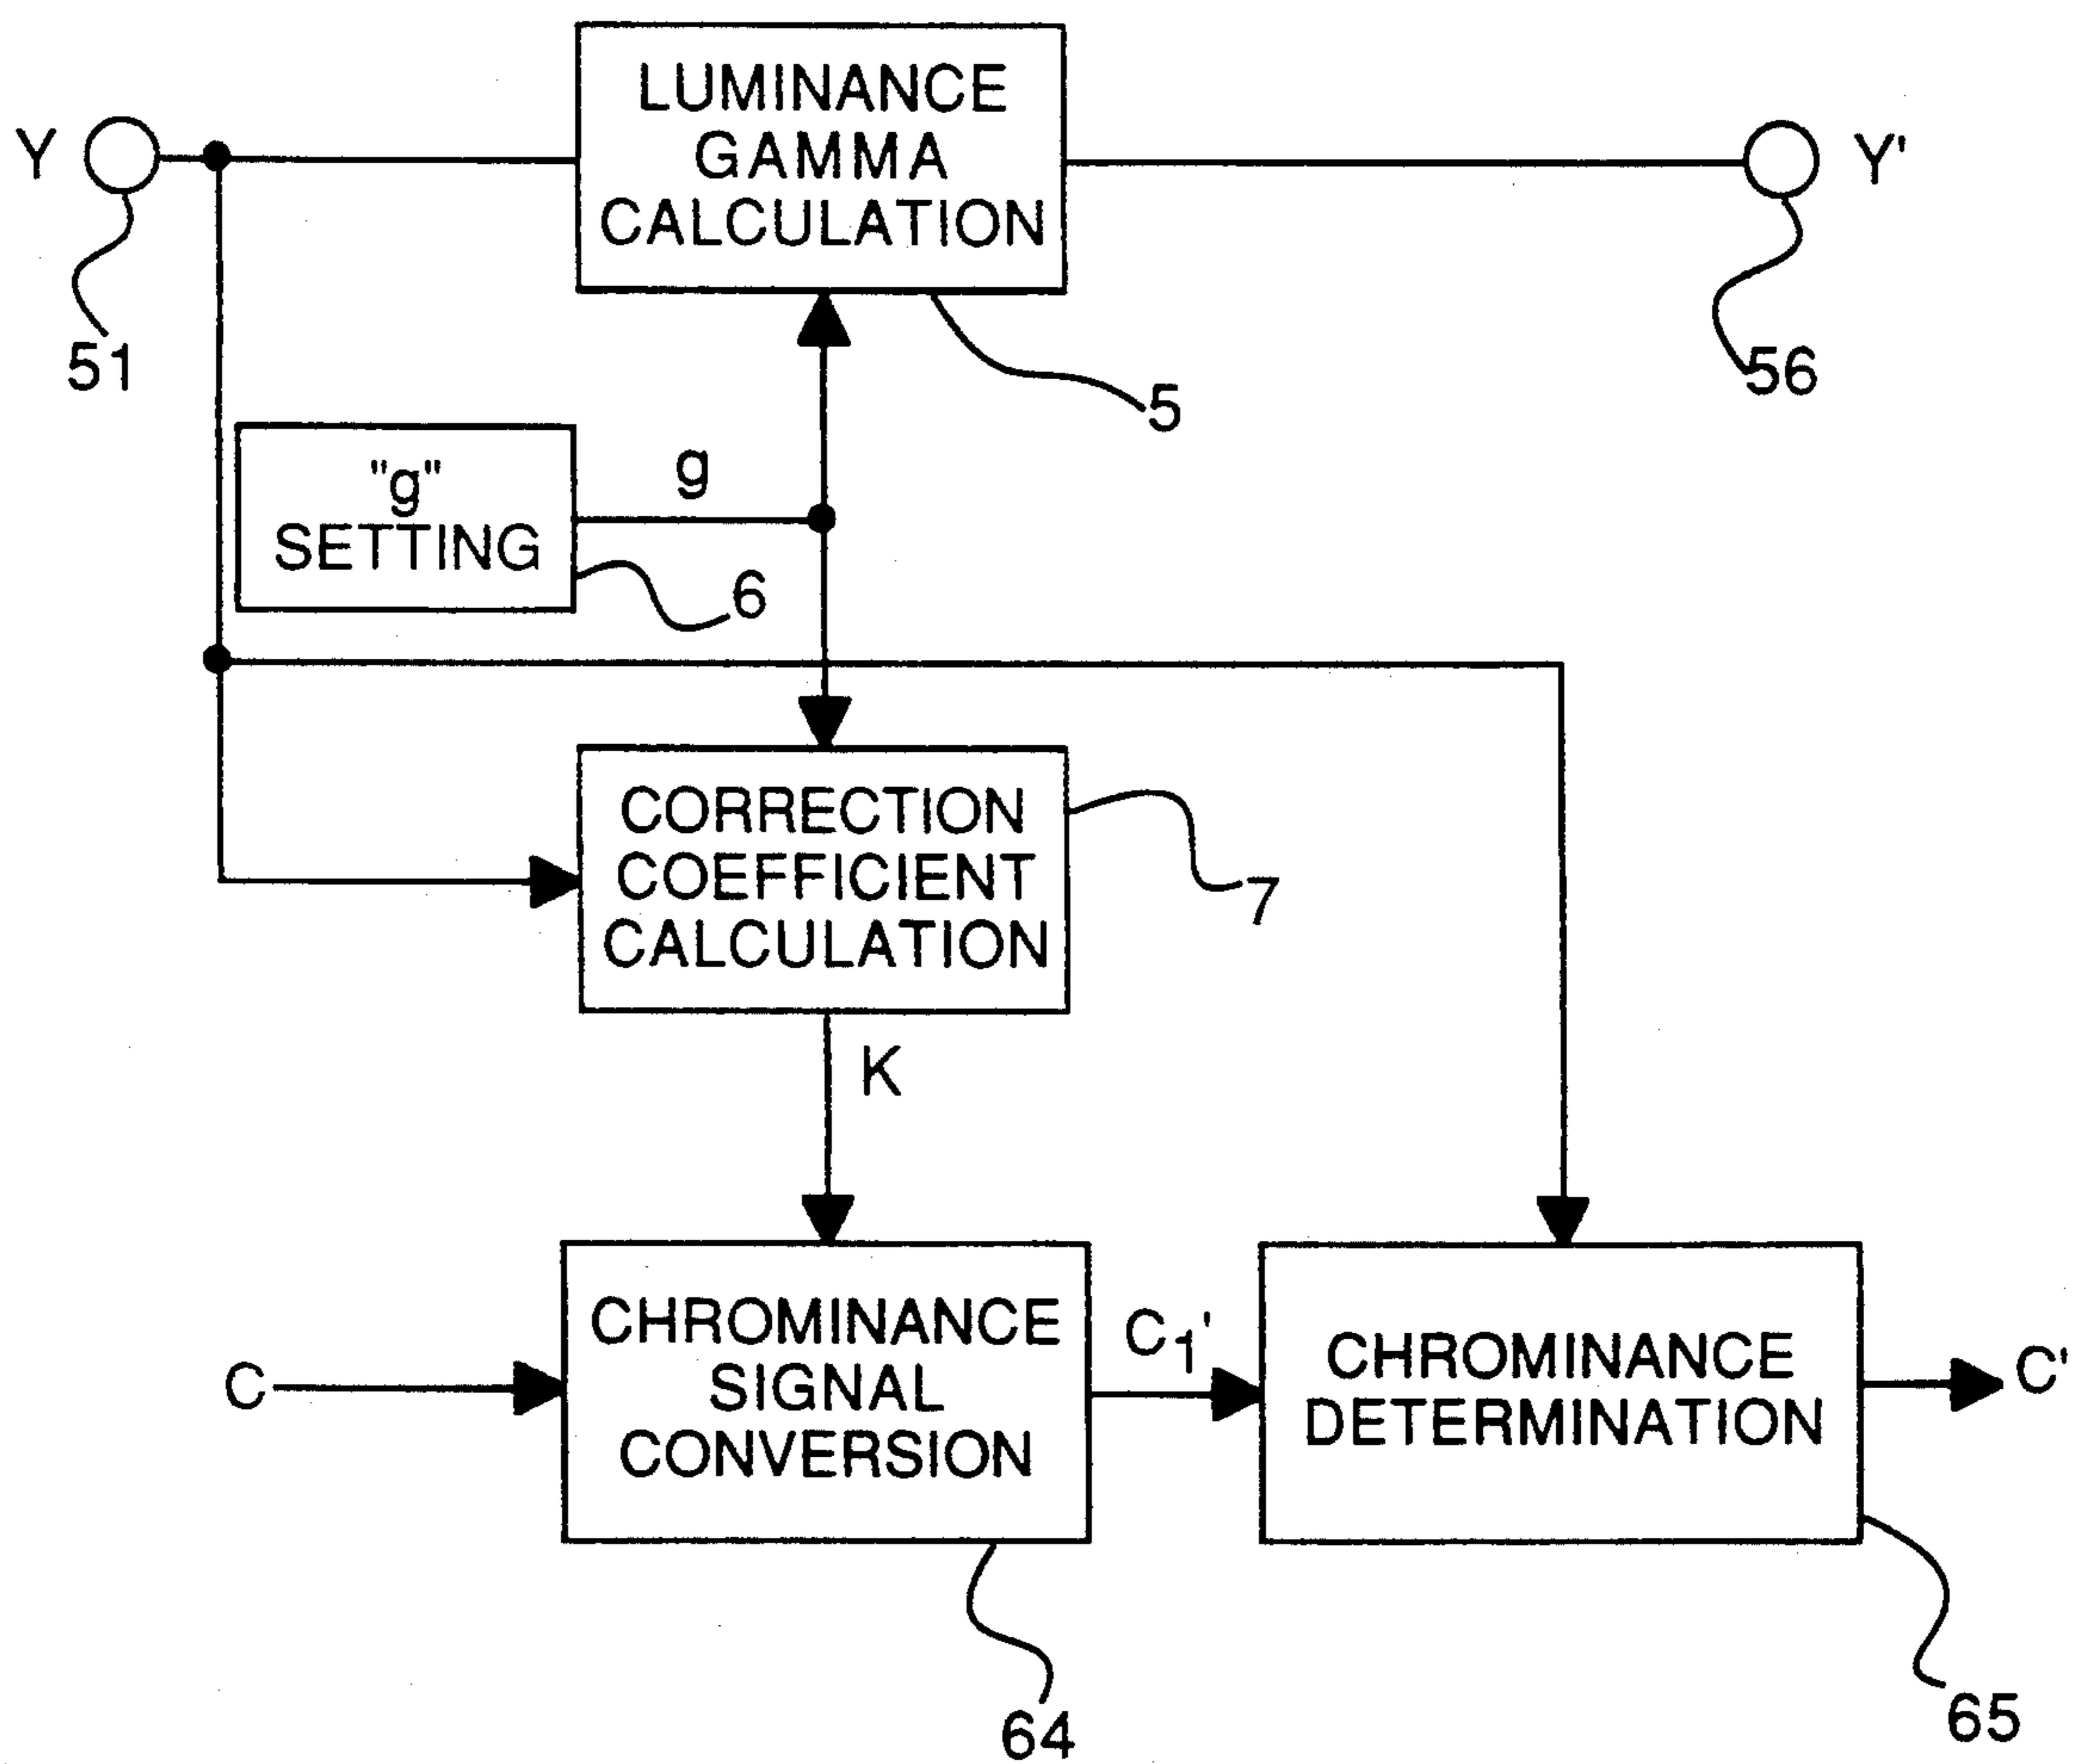 LUMINANCE
GAMMA
CALCULATION
Y
Y'
51
56
5
"g"
SETTING
g
6
CORRECTION
COEFFICIENT
CALCULATION
7
K
CHROMINANCE
SIGNAL
CONVERSION
C
C1'
CHROMINANCE
DETERMINATION
C'
64
65